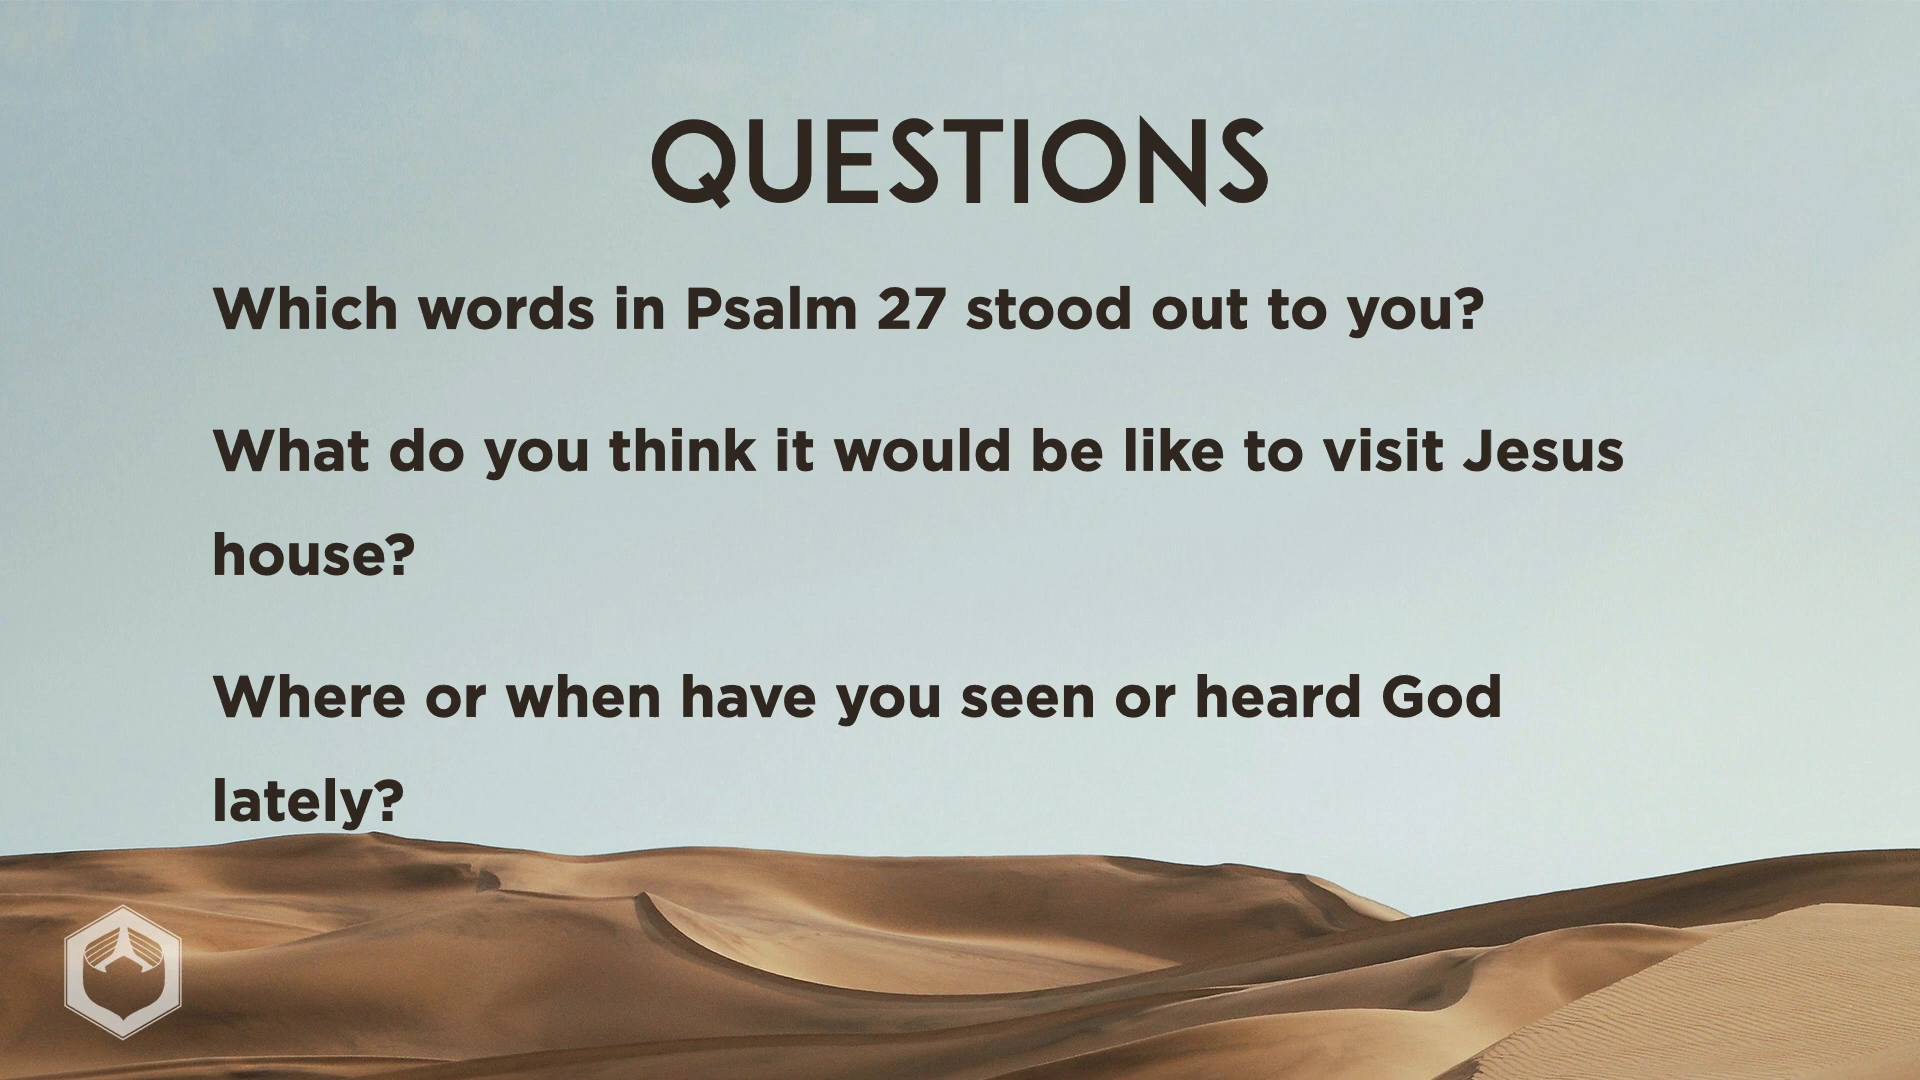 QUESTIONS
Which words in Psalm 27 stood out to you?
What do you think it would be like to visit Jesus
house?
Where or when have you seen or heard God
lately?